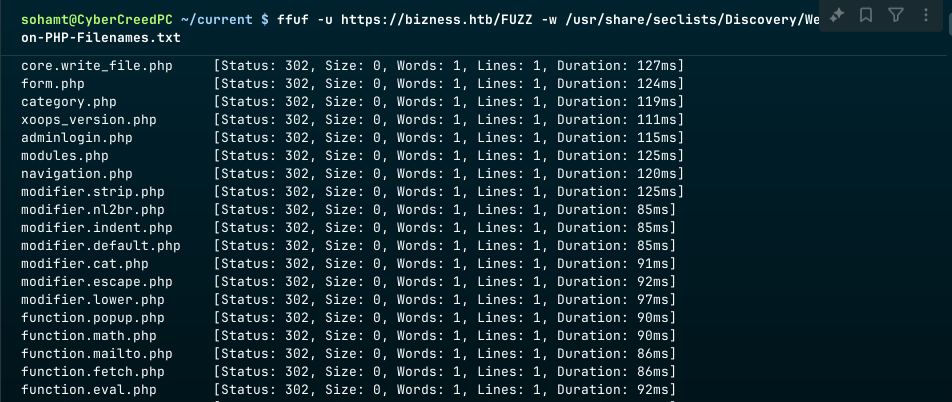 sohamt@CyberCreedPC ~/current $ ffuf -u https://bizness.htb/FUZZ -w /usr/share/seclists/Discovery/We
on-PHP-Filenames.txt
core.write_file.php [Status: 302, Size: 0, Words: 1, Lines: 1, Duration: 127ms]
form.php [Status: 302, Size: 0, Words: 1, Lines: 1, Duration: 124ms]
category.php [Status: 302, Size: 0, Words: 1, Lines: 1, Duration: 119ms]
xoops_version.php [Status: 302, Size: 0, Words: 1, Lines: 1, Duration: 111ms]
adminlogin.php [Status: 302, Size: 0, Words: 1, Lines: 1, Duration: 115ms]
modules.php [Status: 302, Size: 0, Words: 1, Lines: 1, Duration: 125ms]
navigation.php [Status: 302, Size: 0, Words: 1, Lines: 1, Duration: 120ms]
modifier.strip.php [Status: 302, Size: 0, Words: 1, Lines: 1, Duration: 125ms]
modifier.nl2br.php [Status: 302, Size: 0, Words: 1, Lines: 1, Duration: 85ms]
modifier.indent.php [Status: 302, Size: 0, Words: 1, Lines: 1, Duration: 85ms]
modifier.default.php [Status: 302, Size: 0, Words: 1, Lines: 1, Duration: 85ms]
modifier.cat.php [Status: 302, Size: 0, Words: 1, Lines: 1, Duration: 91ms]
modifier.escape.php [Status: 302, Size: 0, Words: 1, Lines: 1, Duration: 92ms]
modifier.lower.php [Status: 302, Size: 0, Words: 1, Lines: 1, Duration: 97ms]
function.popup.php [Status: 302, Size: 0, Words: 1, Lines: 1, Duration: 90ms]
function.math.php [Status: 302, Size: 0, Words: 1, Lines: 1, Duration: 90ms]
function.mailto.php [Status: 302, Size: 0, Words: 1, Lines: 1, Duration: 86ms]
function.fetch.php [Status: 302, Size: 0, Words: 1, Lines: 1, Duration: 86ms]
function.eval.php [Status: 302, Size: 0, Words: 1, Lines: 1, Duration: 92ms]